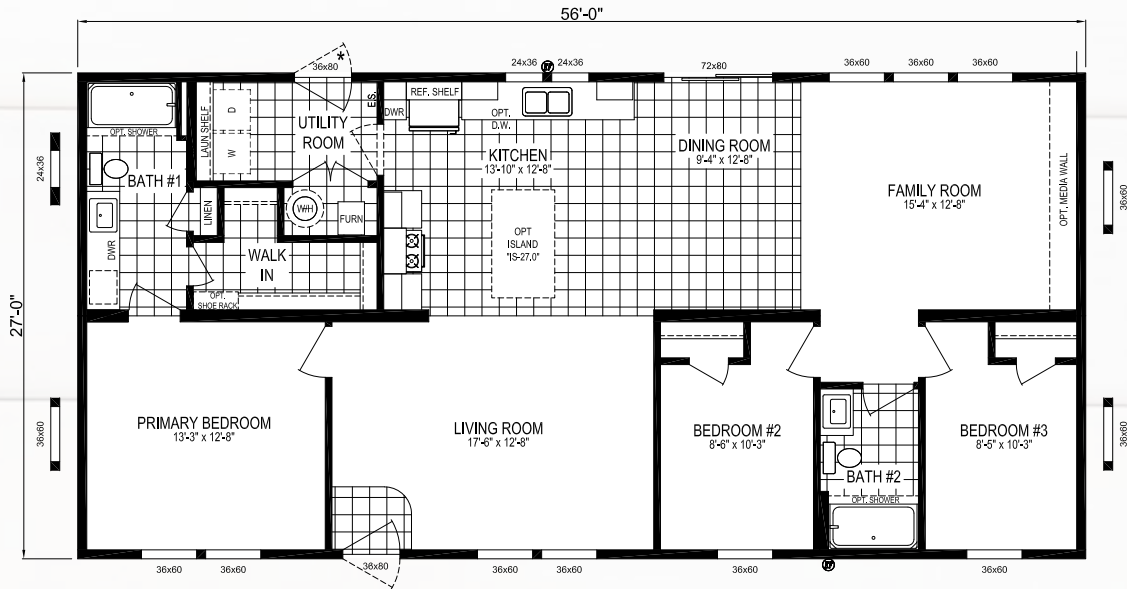 56'-0"
36x80
*
24x36
24x36
72x80
36x60
36x60
36x60
27'-0"
OPT. SHOWER
LAUN SHELF
D
W
UTILITY
ROOM
E.S.
DWR
REF. SHELF
OPT.
D.W.
KITCHEN
13'-10" x 12'-8"
DINING ROOM
9'-4" x 12'-8"
FAMILY ROOM
15'-4" x 12'-8"
OPT. MEDIA WALL
24x36
36x60
BATH #1
LINEN
W/H
FURN
DWR
WALK
IN
OPT.
SHOE RACK
OPT
ISLAND
"IS-27.0"
36x60
PRIMARY BEDROOM
13'-3" x 12'-8"
LIVING ROOM
17'-6" x 12'-8"
BEDROOM #2
8'-6" x 10'-3"
BEDROOM #3
8'-5" x 10'-3"
36x60
BATH #2
OPT. SHOWER
36x60
36x60
36x80
36x60
36x60
36x60
36x60